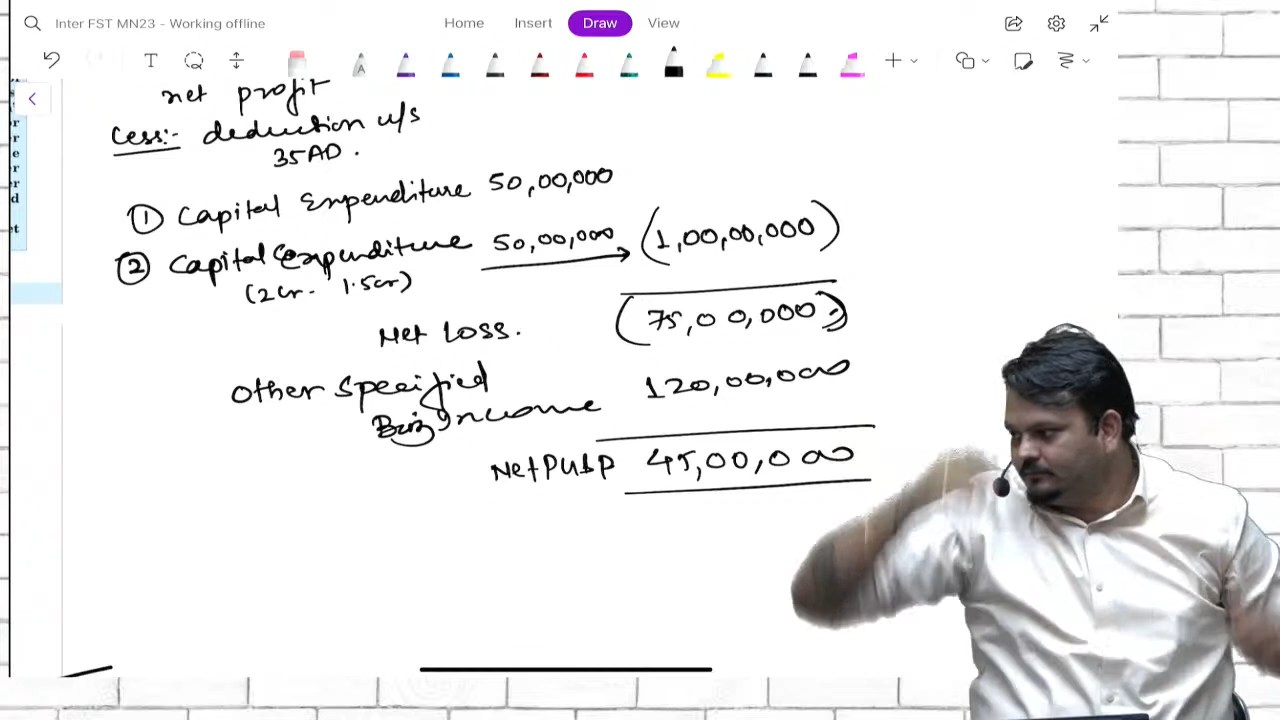 Inter FST MN23 - Working offline
Home Insert Draw View
net profit
Less:- deduction u/s
35AD.
① Capital Expenditure 50,00,000
② Capital Expenditure 50,00,000 → (1,00,00,000)
(2cr - 1.5cr)
Net Loss. (75,00,000)
Other Specified 120,00,000
Biz Income
Net PGBP 45,00,000